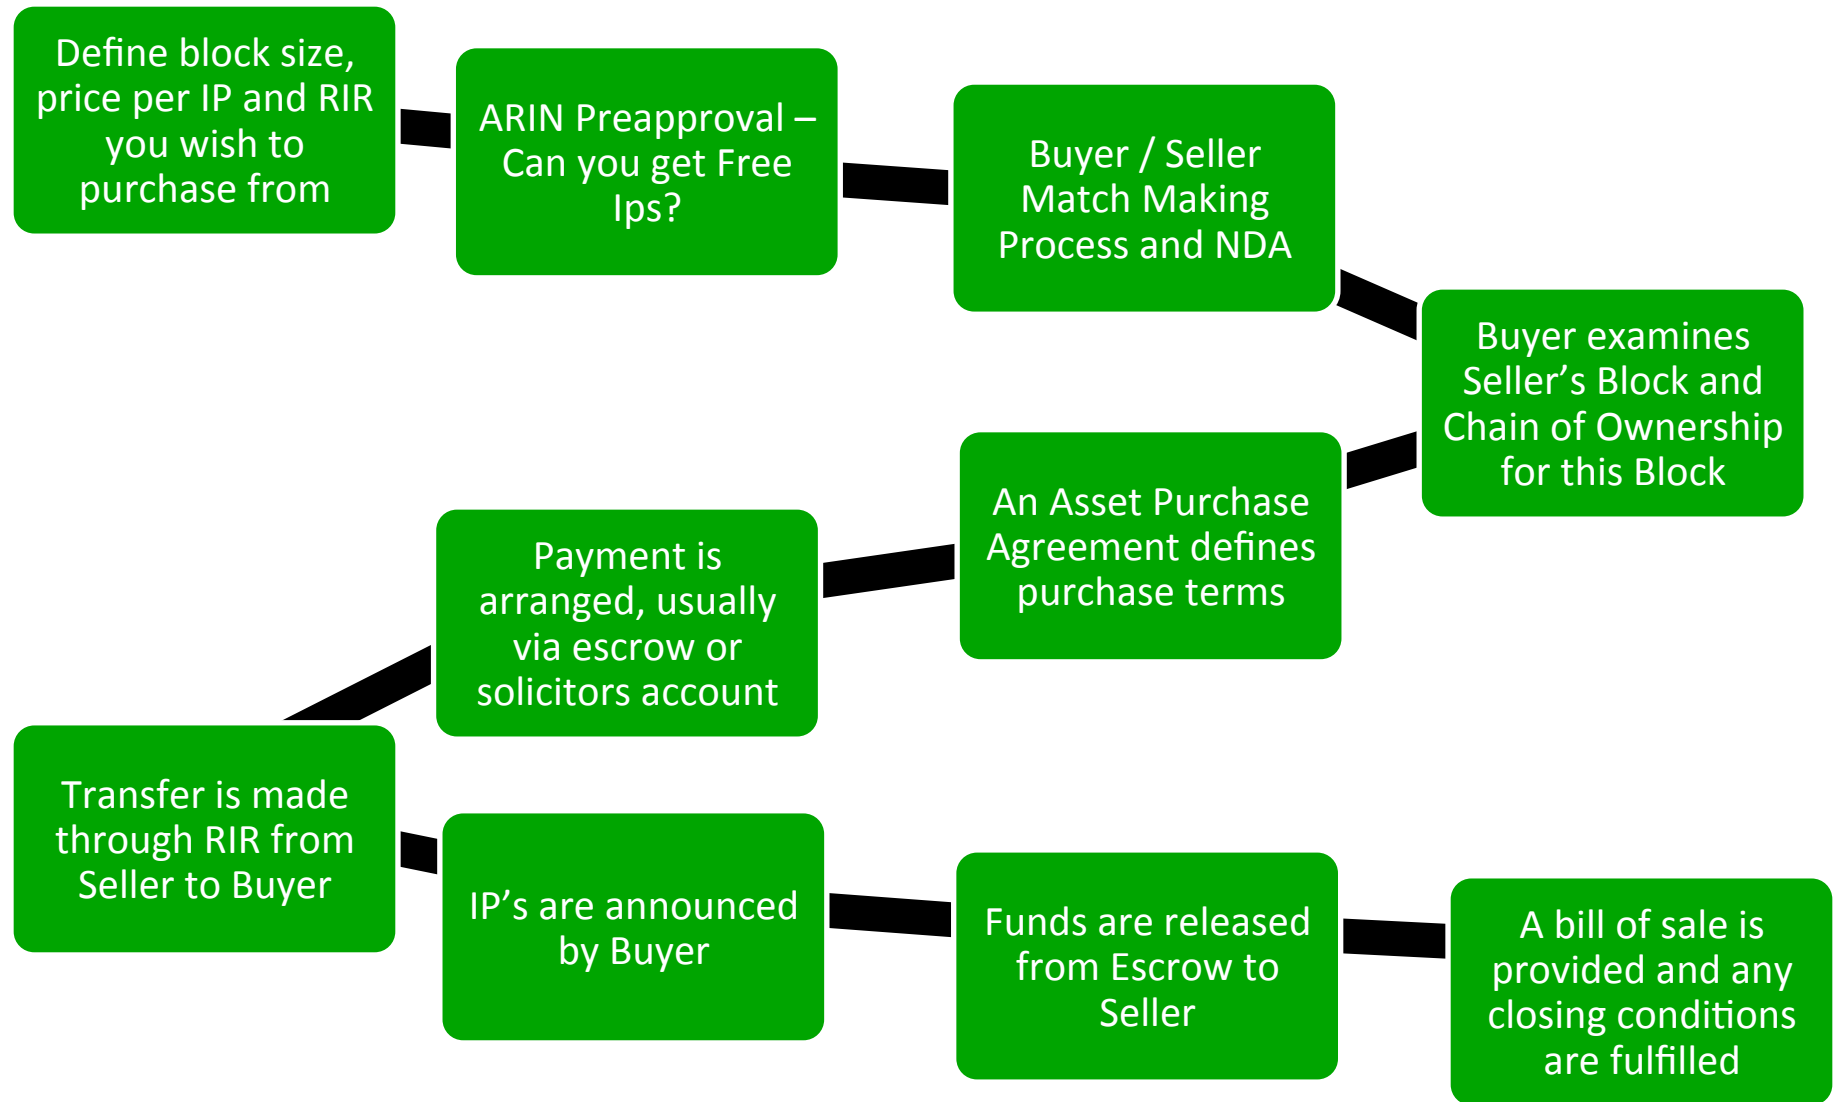 Define block size,
price per IP and RIR
you wish to
purchase from
ARIN Preapproval –
Can you get Free
Ips?
Buyer / Seller
Match Making
Process and NDA
Buyer examines
Seller’s Block and
Chain of Ownership
for this Block
An Asset Purchase
Agreement defines
purchase terms
Payment is
arranged, usually
via escrow or
solicitors account
Transfer is made
through RIR from
Seller to Buyer
IP’s are announced
by Buyer
Funds are released
from Escrow to
Seller
A bill of sale is
provided and any
closing conditions
are fulfilled